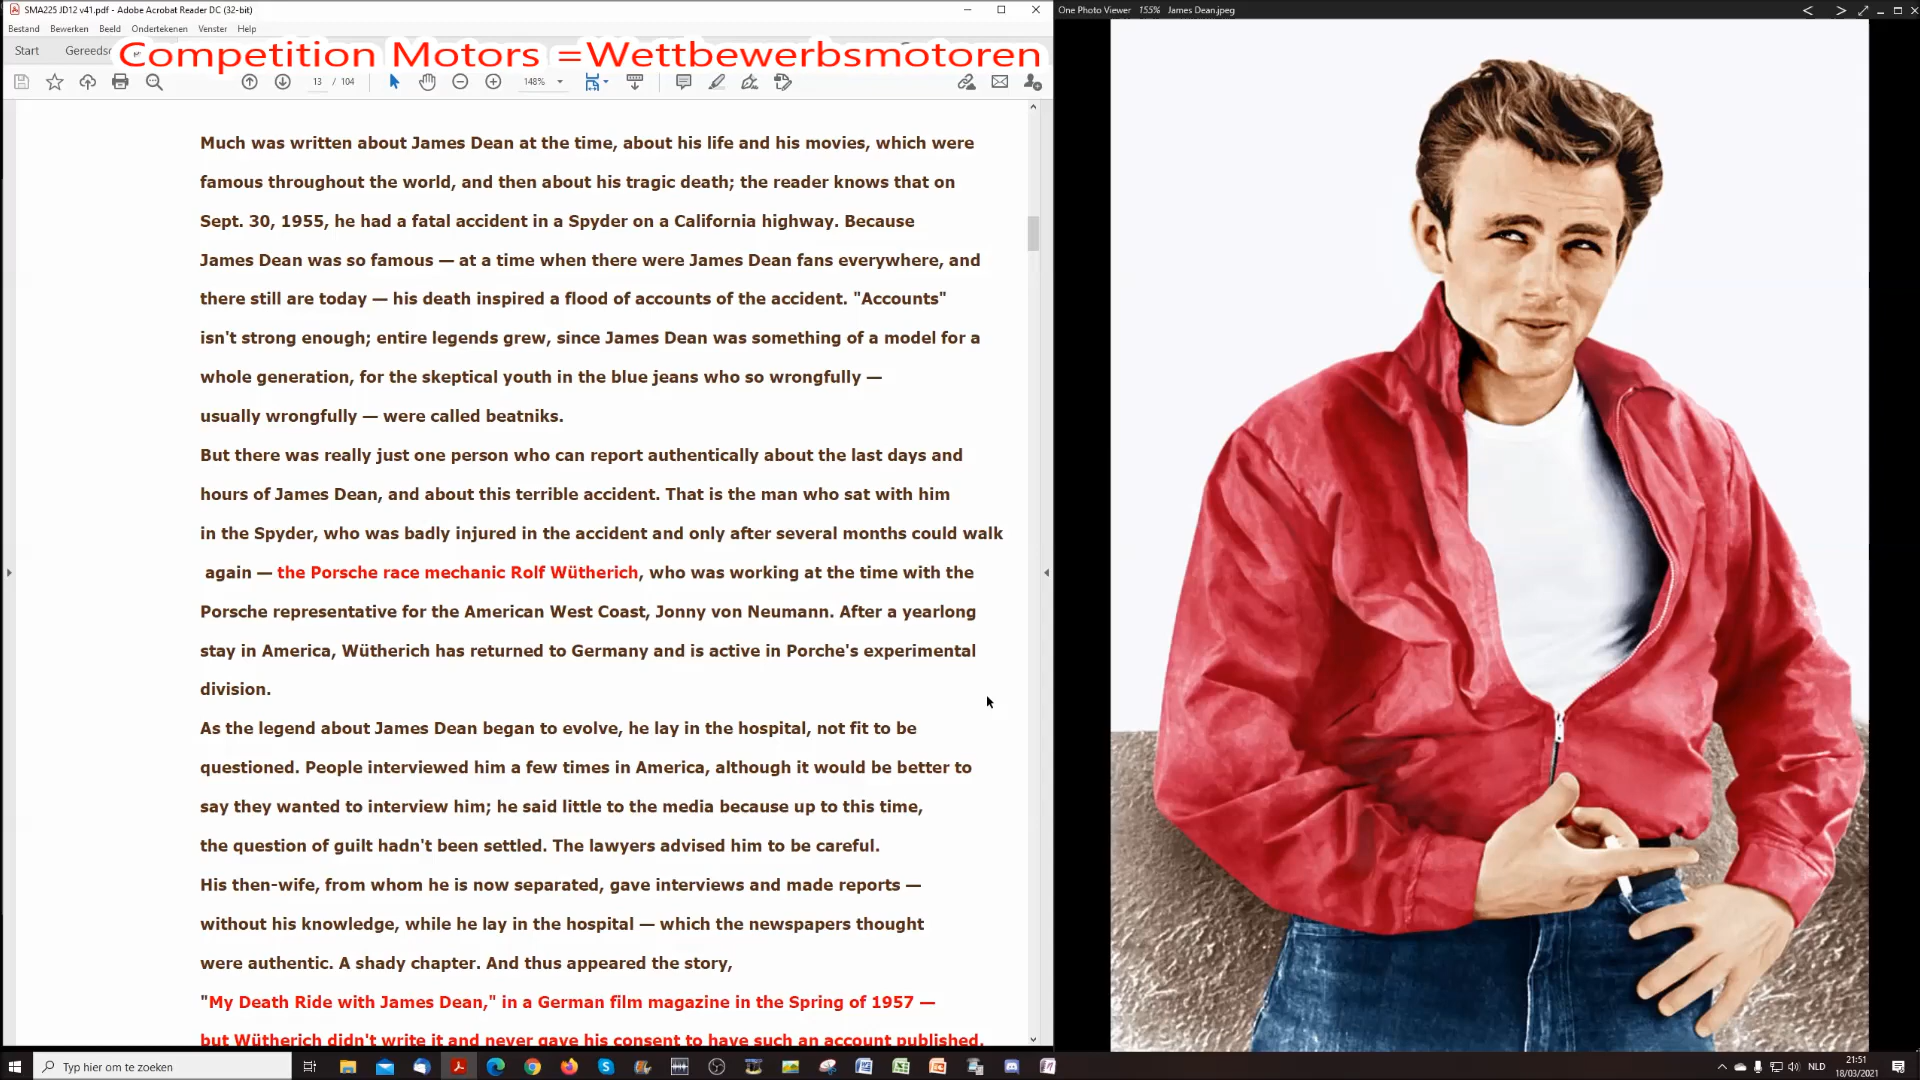 SMA225 JD12 v41.pdf - Adobe Acrobat Reader DC (32-bit)
Bestand Bewerken Beeld Ondertekenen Venster Help
Start
Competition Motors =Wettbewerbsmotoren
13 / 104
148%
Much was written about James Dean at the time, about his life and his movies, which were
famous throughout the world, and then about his tragic death; the reader knows that on
Sept. 30, 1955, he had a fatal accident in a Spyder on a California highway. Because
James Dean was so famous — at a time when there were James Dean fans everywhere, and
there still are today — his death inspired a flood of accounts of the accident. "Accounts"
isn't strong enough; entire legends grew, since James Dean was something of a model for a
whole generation, for the skeptical youth in the blue jeans who so wrongfully —
usually wrongfully — were called beatniks.
But there was really just one person who can report authentically about the last days and
hours of James Dean, and about this terrible accident. That is the man who sat with him
in the Spyder, who was badly injured in the accident and only after several months could walk
again — the Porsche race mechanic Rolf Wütherich, who was working at the time with the
Porsche representative for the American West Coast, Jonny von Neumann. After a yearlong
stay in America, Wütherich has returned to Germany and is active in Porche's experimental
division.
As the legend about James Dean began to evolve, he lay in the hospital, not fit to be
questioned. People interviewed him a few times in America, although it would be better to
say they wanted to interview him; he said little to the media because up to this time,
the question of guilt hadn't been settled. The lawyers advised him to be careful.
His then-wife, from whom he is now separated, gave interviews and made reports —
without his knowledge, while he lay in the hospital — which the newspapers thought
were authentic. A shady chapter. And thus appeared the story,
"My Death Ride with James Dean," in a German film magazine in the Spring of 1957 —
but Wütherich didn't write it and never gave his consent to have such an account published.
One Photo Viewer 155% James Dean.jpeg
Typ hier om te zoeken
NLD
21:51
18/03/2021